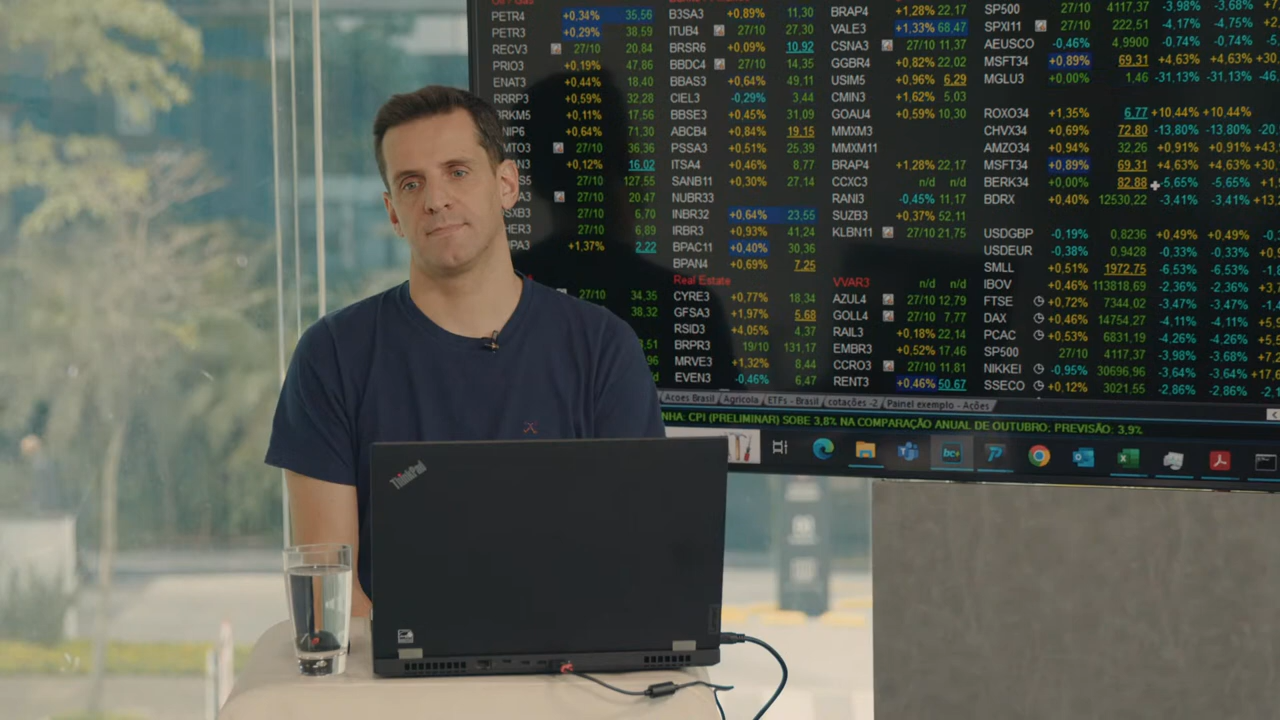 PETR4 +0,34% 35,56
PETR3 +0,29% 38,59
RECV3 27/10 20,84
PRIO3 +0,19% 47,86
ENAT3 +0,44% 18,40
RRRP3 +0,59% 32,28
RKM5 +0,11% 17,56
NIP6 +0,64% 71,30
MTO3 27/10 36,36
AN3 +0,12% 16,02
S5 27/10 127,55
A3 27/10 20,47
SXB3 27/10 6,70
HER3 27/10 6,89
PA3 +1,37% 2,22
27/10 34,35
38,32
B3SA3 +0,89% 11,30
ITUB4 27/10 27,30
BRSR6 +0,09% 10,92
BBDC4 27/10 14,35
BBAS3 +0,64% 49,11
CIEL3 -0,29% 3,44
BBSE3 +0,45% 31,09
ABCB4 +0,84% 19,15
PSSA3 +0,51% 25,39
ITSA4 +0,46% 8,77
SANB11 +0,30% 27,14
NUBR33
INBR32 +0,64% 23,55
IRBR3 +0,93% 41,24
BPAC11 +0,40% 30,36
BPAN4 +0,69% 7,25
Real Estate
CYRE3 +0,77% 18,34
GFSA3 +1,97% 5,68
RSID3 +4,05% 4,37
BRPR3 19/10 131,17
MRVE3 +1,32% 8,44
EVEN3 -0,46% 6,47
BRAP4 +1,28% 22,17
VALE3 +1,33% 68,47
CSNA3 27/10 11,37
GGBR4 +0,82% 22,02
USIM5 +0,96% 6,29
CMIN3 +1,62% 5,03
GOAU4 +0,59% 10,30
MMXM3
MMXM11
BRAP4 +1,28% 22,17
CCXC3 n/d n/d
RANI3 -0,45% 11,17
SUZB3 +0,37% 52,11
KLBN11 27/10 21,75
VVAR3 n/d n/d
AZUL4 27/10 12,79
GOLL4 27/10 7,77
RAIL3 +0,18% 22,14
EMBR3 +0,52% 17,46
CCRO3 27/10 11,81
RENT3 +0,46% 50,67
SP500 27/10 4117,37 -3,98% -3,68%
SPXI11 27/10 222,51 -4,17% -4,75%
AEUSCO -0,46% 4,9900 -0,74% -0,74%
MSFT34 +0,89% 69,31 +4,63% +4,63%
MGLU3 +0,00% 1,46 -31,13% -31,13%
ROXO34 +1,35% 6,77 +10,44% +10,44%
CHVX34 +0,69% 72,80 -13,80% -13,80%
AMZO34 +0,94% 32,26 +0,91% +0,91%
MSFT34 +0,89% 69,31 +4,63% +4,63%
BERK34 +0,00% 82,88 -5,65% -5,65%
BDRX +0,40% 12530,22 -3,41% -3,41%
USDGBP -0,19% 0,8236 +0,49% +0,49%
USDEUR -0,38% 0,9428 -0,33% -0,33%
SMLL +0,51% 1972,75 -6,53% -6,53%
IBOV +0,46% 113818,69 -2,36% -2,36%
FTSE +0,72% 7344,02 -3,47% -3,47%
DAX +0,46% 14754,27 -4,11% -4,11%
PCAC +0,53% 6831,19 -4,26% -4,26%
SP500 27/10 4117,37 -3,98% -3,68%
NIKKEI -0,95% 30696,96 -3,64% -3,64%
SSECO +0,12% 3021,55 -2,86% -2,86%
Acoes Brasil Agricola ETFs - Brasil cotacões -2 Painel exemplo - Ações
NHA: CPI (PRELIMINAR) SOBE 3,8% NA COMPARAÇÃO ANUAL DE OUTUBRO; PREVISÃO: 3,9%
bc+
ThinkPad